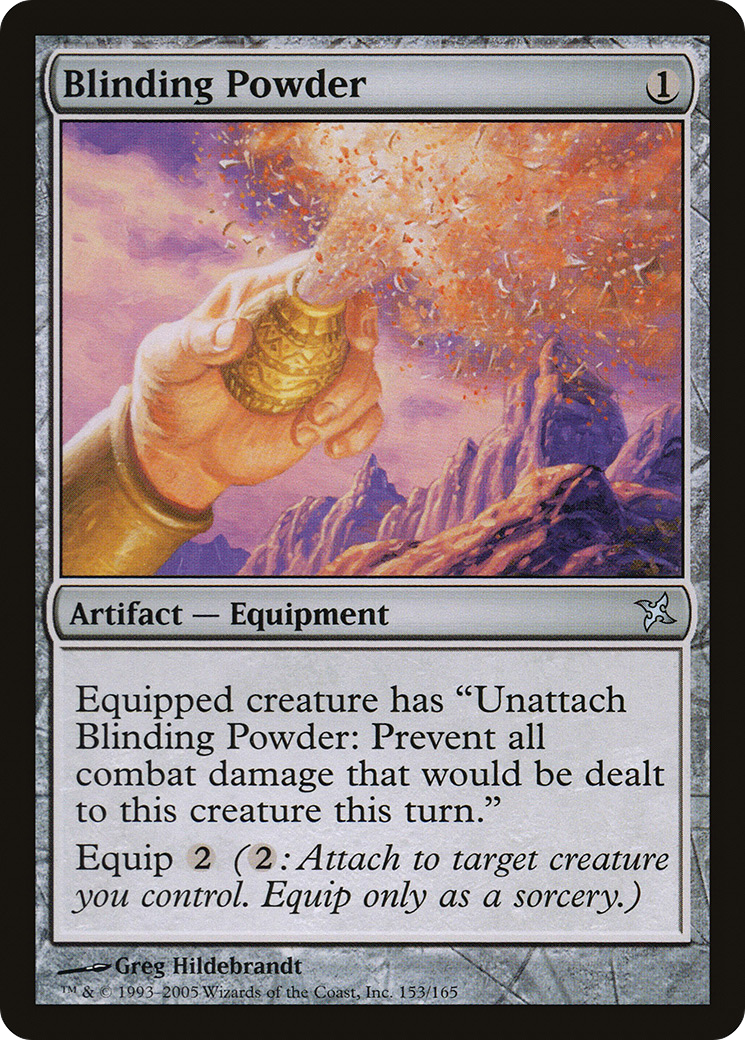 Blinding Powder 1
Artifact — Equipment
Equipped creature has “Unattach
Blinding Powder: Prevent all
combat damage that would be dealt
to this creature this turn.”
Equip 2 (2: Attach to target creature
you control. Equip only as a sorcery.)
Greg Hildebrandt
™ & © 1993–2005 Wizards of the Coast, Inc. 153/165